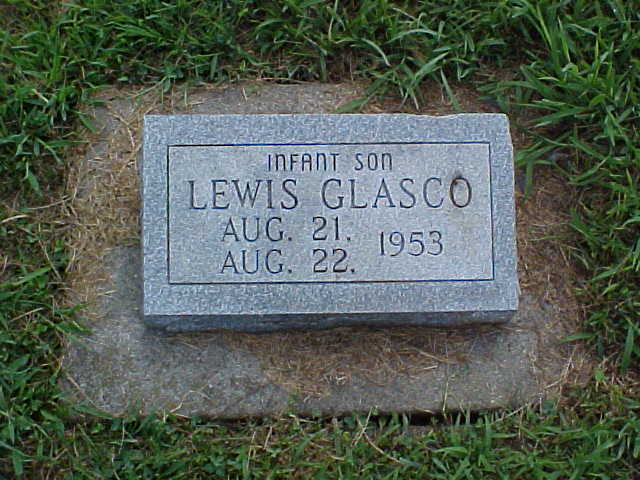 INFANT SON
LEWIS GLASCO
AUG. 21.
AUG. 22. 1953